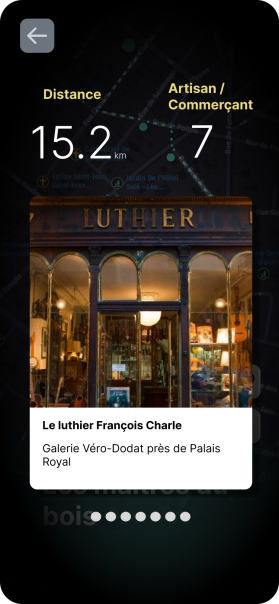 Distance
Artisan /
Commerçant
15.2 km
7
LUTHIER
Le luthier François Charle
Galerie Véro-Dodat près de Palais
Royal
Les maîtres du
bois